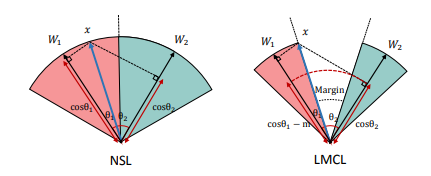 W₁ x W₂
cosθ₁ θ₁ θ₂ cosθ₂
NSL
W₁ x W₂
Margin
cosθ₁ − m θ₁ θ₂ cosθ₂
LMCL